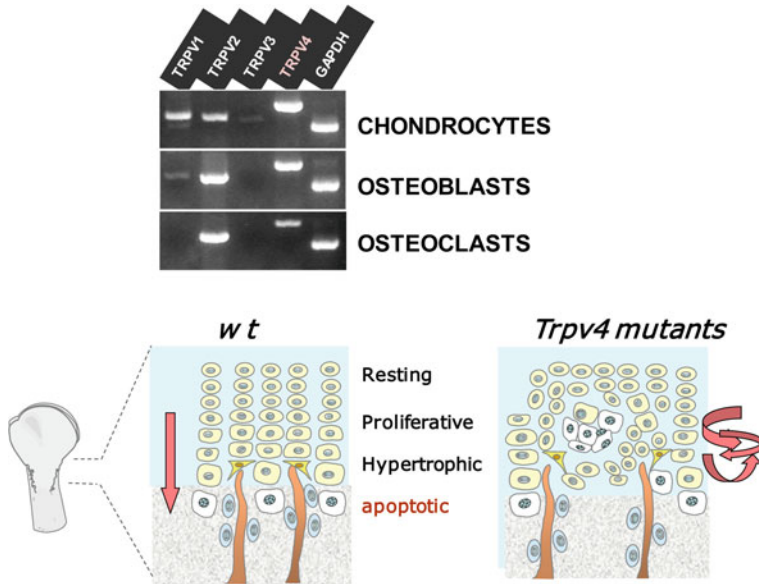 TRPV1 TRPV2 TRPV3 TRPV4 GAPDH
CHONDROCYTES
OSTEOBLASTS
OSTEOCLASTS
w t Trpv4 mutants
Resting
Proliferative
Hypertrophic
apoptotic